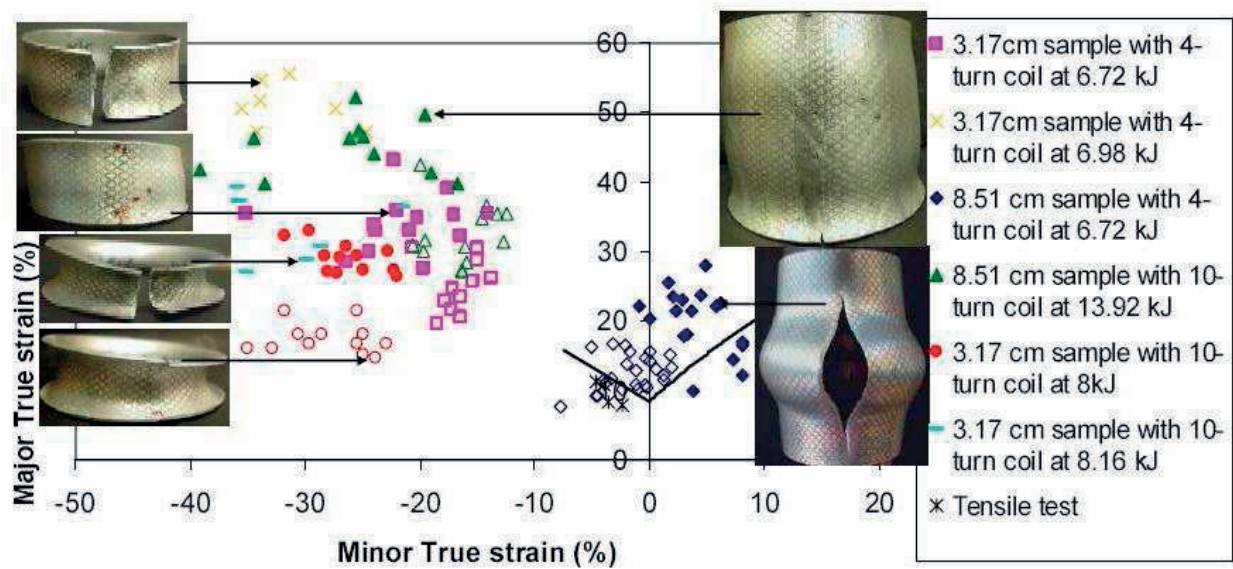 60
50
40
30
20
10
0
Major True strain (%)
-50
-40
-30
-20
-10
0
10
20
Minor True strain (%)
3.17cm sample with 4-
turn coil at 6.72 kJ
3.17cm sample with 4-
turn coil at 6.98 kJ
8.51 cm sample with 4-
turn coil at 6.72 kJ
8.51 cm sample with 10-
turn coil at 13.92 kJ
3.17 cm sample with 10-
turn coil at 8kJ
3.17 cm sample with 10-
turn coil at 8.16 kJ
Tensile test